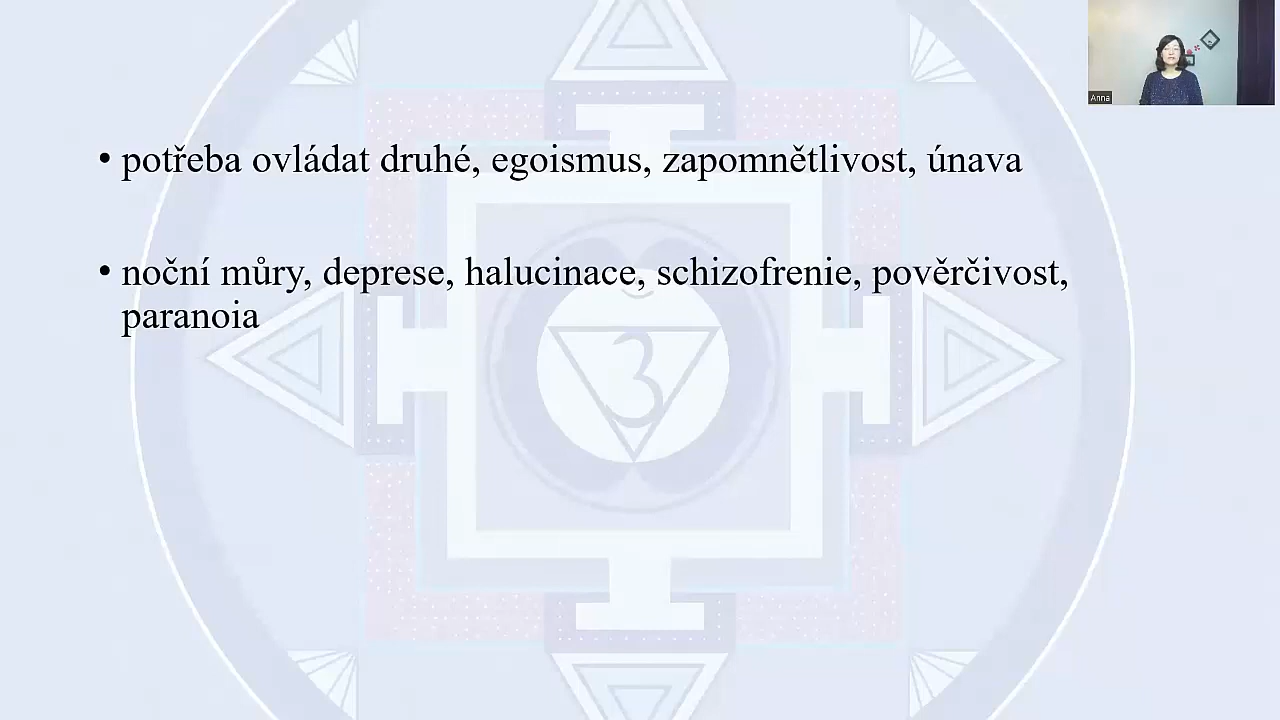 Anna
• potřeba ovládat druhé, egoismus, zapomnětlivost, únava
• noční můry, deprese, halucinace, schizofrenie, pověrčivost,
paranoia